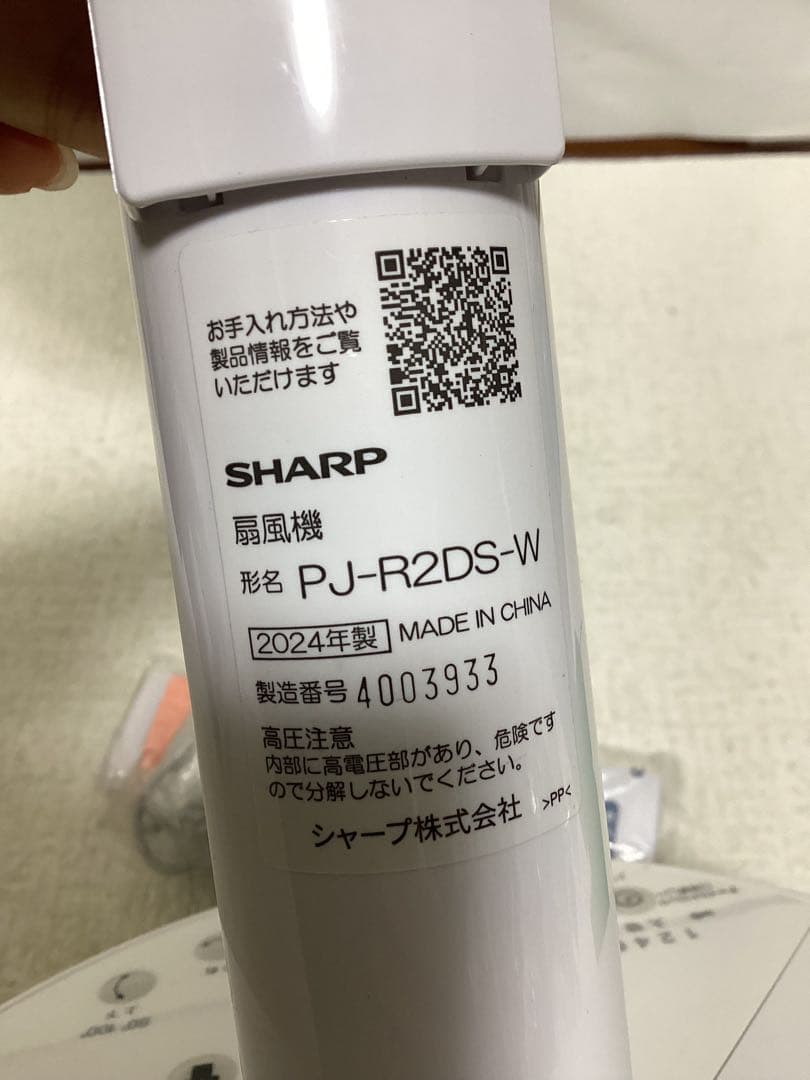 お手入れ方法や
製品情報をご覧
いただけます
SHARP
扇風機
形名 PJ-R2DS-W
2024年製 MADE IN CHINA
製造番号 4003933
高圧注意
内部に高電圧部があり、危険です
ので分解しないでください。
シャープ株式会社 >PP<